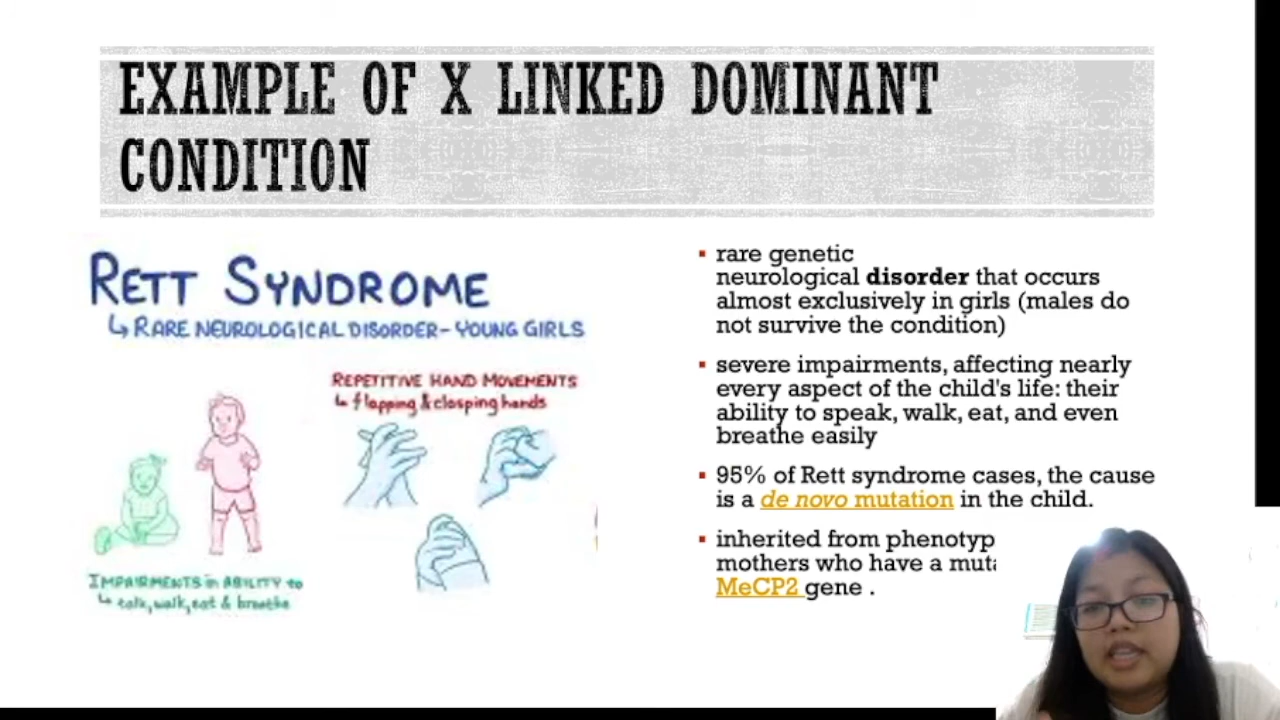 EXAMPLE OF X LINKED DOMINANT
CONDITION
RETT SYNDROME
↳ RARE NEUROLOGICAL DISORDER - YOUNG GIRLS
REPETITIVE HAND MOVEMENTS
↳ flapping & clasping hands
IMPAIRMENTS in ABILITY to
↳ talk, walk, eat & breathe
▪ rare genetic
neurological disorder that occurs
almost exclusively in girls (males do
not survive the condition)
▪ severe impairments, affecting nearly
every aspect of the child's life: their
ability to speak, walk, eat, and even
breathe easily
▪ 95% of Rett syndrome cases, the cause
is a de novo mutation in the child.
▪ inherited from phenotyp
mothers who have a muta
MeCP2 gene .